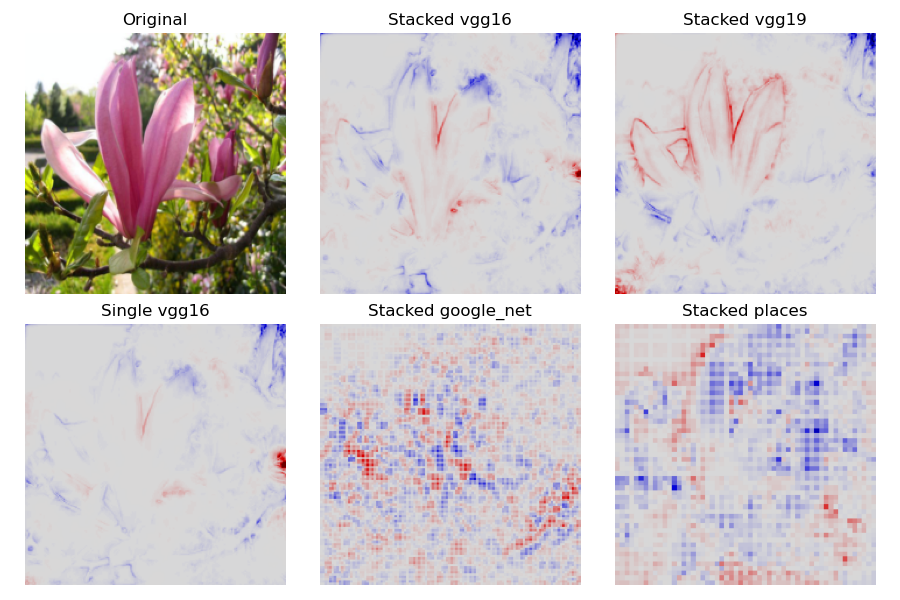 Original
Stacked vgg16
Stacked vgg19
Single vgg16
Stacked google_net
Stacked places